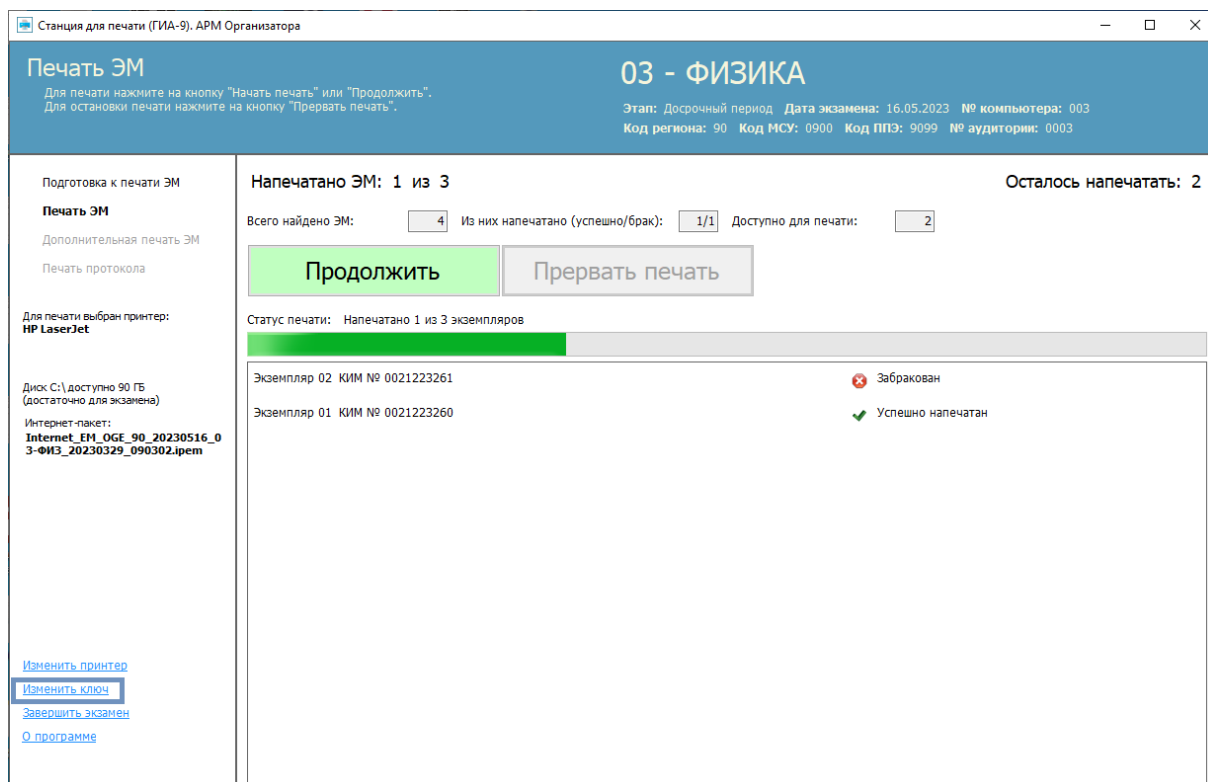 Станция для печати (ГИА-9). АРМ Организатора
Печать ЭМ
Для печати нажмите на кнопку "Начать печать" или "Продолжить".
Для остановки печати нажмите на кнопку "Прервать печать".
03 - ФИЗИКА
Этап: Досрочный период Дата экзамена: 16.05.2023 № компьютера: 003
Код региона: 90 Код МСУ: 0900 Код ППЭ: 9099 № аудитории: 0003
Подготовка к печати ЭМ
Печать ЭМ
Дополнительная печать ЭМ
Печать протокола
Для печати выбран принтер:
HP LaserJet
Диск C:\ доступно 90 ГБ
(достаточно для экзамена)
Интернет-пакет:
Internet_EM_OGE_90_20230516_0
3-ФИЗ_20230329_090302.ipem
Изменить принтер
Изменить ключ
Завершить экзамен
О программе
Напечатано ЭМ: 1 из 3
Осталось напечатать: 2
Всего найдено ЭМ: 4 Из них напечатано (успешно/брак): 1/1 Доступно для печати: 2
Продолжить
Прервать печать
Статус печати: Напечатано 1 из 3 экземпляров
Экземпляр 02 КИМ № 0021223261 Забракован
Экземпляр 01 КИМ № 0021223260 Успешно напечатан